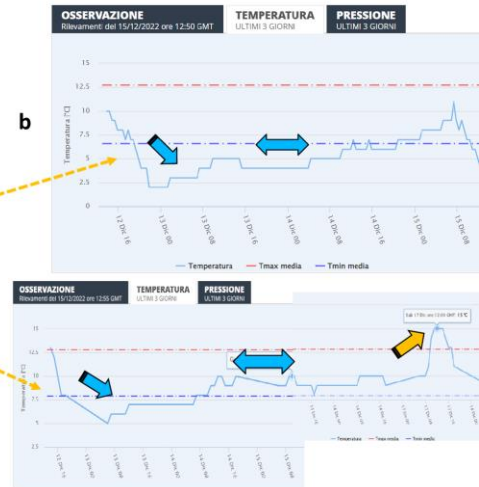 OSSERVAZIONE
Rilevamenti del 15/12/2022 ore 12:50 GMT
TEMPERATURA
ULTIMI 3 GIORNI
PRESSIONE
ULTIMI 3 GIORNI
b
Temperatura [°C]
15
12.5
10
7.5
5
2.5
0
12 Dic 16
13 Dic 00
13 Dic 08
13 Dic 16
14 Dic 00
14 Dic 08
14 Dic 16
15 Dic 00
15 Dic 08
Temperatura
Tmax media
Tmin media
OSSERVAZIONE
Rilevamenti del 15/12/2022 ore 12:55 GMT
TEMPERATURA
ULTIMI 3 GIORNI
PRESSIONE
ULTIMI 3 GIORNI
Temperatura [°C]
15
12.5
10
7.5
5
2.5
Temperatura
Tmax media
Tmin media